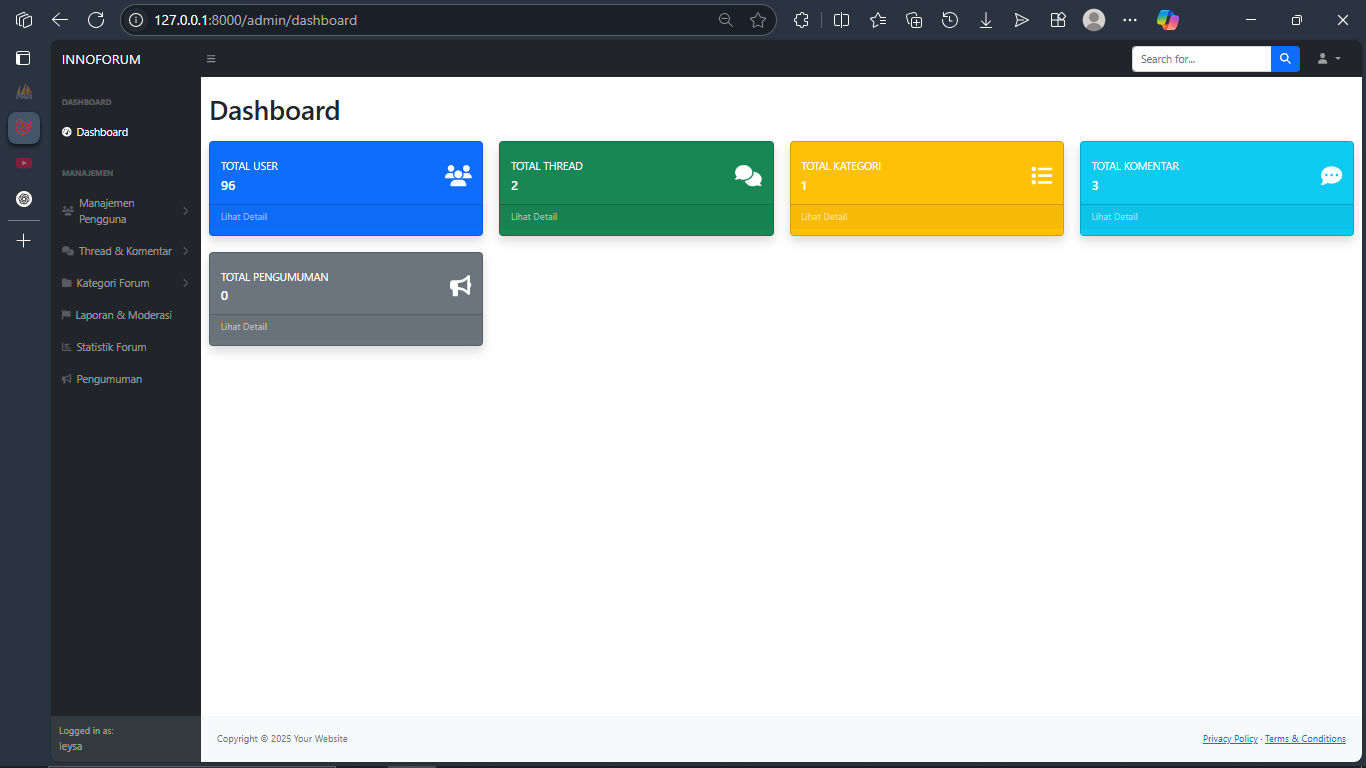 127.0.0.1:8000/admin/dashboard
INNOFORUM
Search for...
DASHBOARD
Dashboard
MANAJEMEN
Manajemen
Pengguna
Thread & Komentar
Kategori Forum
Laporan & Moderasi
Statistik Forum
Pengumuman
Logged in as:
leysa
Dashboard
TOTAL USER
96
Lihat Detail
TOTAL THREAD
2
Lihat Detail
TOTAL KATEGORI
1
Lihat Detail
TOTAL KOMENTAR
3
Lihat Detail
TOTAL PENGUMUMAN
0
Lihat Detail
Copyright © 2025 Your Website
Privacy Policy · Terms & Conditions